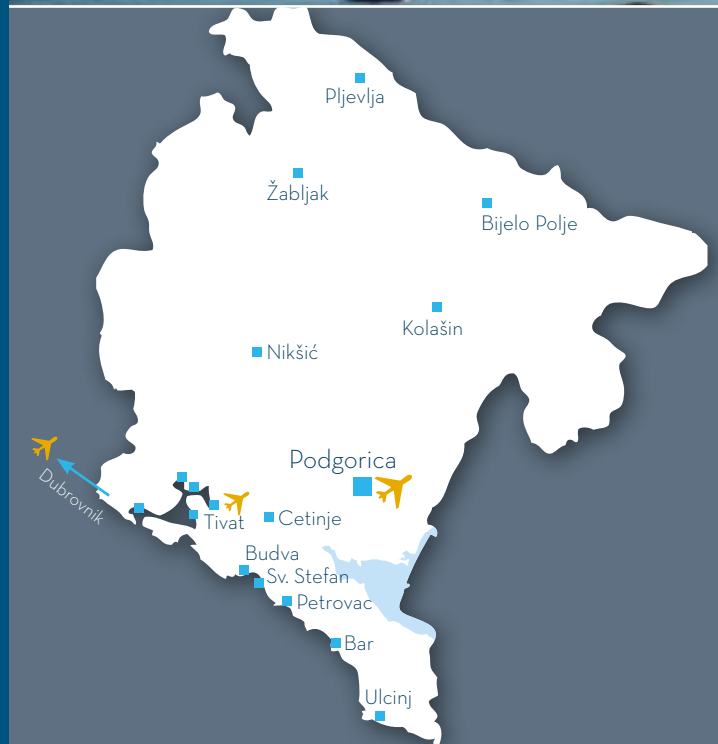 Pljevlja
Žabljak
Bijelo Polje
Kolašin
Nikšić
Podgorica
Dubrovnik
Tivat
Cetinje
Budva
Sv. Stefan
Petrovac
Bar
Ulcinj